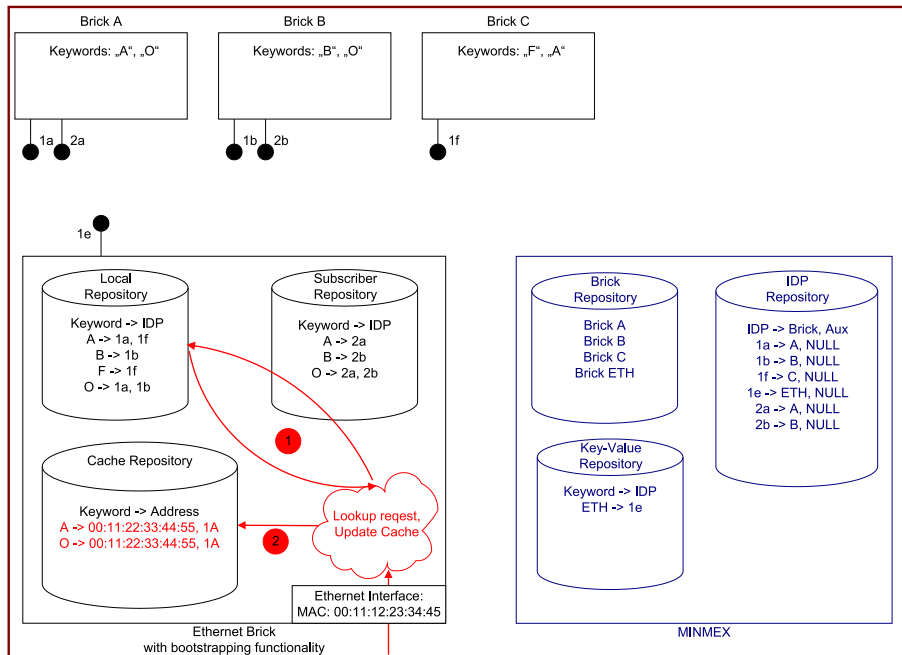 Brick A
Keywords: „A“, „O“
1a
2a
Brick B
Keywords: „B“, „O“
1b
2b
Brick C
Keywords: „F“, „A“
1f
1e
Local
Repository
Keyword -> IDP
A -> 1a, 1f
B -> 1b
F -> 1f
O -> 1a, 1b
Subscriber
Repository
Keyword -> IDP
A -> 2a
B -> 2b
O -> 2a, 2b
1
Cache Repository
Keyword -> Address
A -> 00:11:22:33:44:55, 1A
O -> 00:11:22:33:44:55, 1A
2
Lookup reqest,
Update Cache
Ethernet Interface:
MAC: 00:11:12:23:34:45
Ethernet Brick
with bootstrapping functionality
Brick
Repository
Brick A
Brick B
Brick C
Brick ETH
IDP
Repository
IDP -> Brick, Aux
1a -> A, NULL
1b -> B, NULL
1f -> C, NULL
1e -> ETH, NULL
2a -> A, NULL
2b -> B, NULL
Key-Value
Repository
Keyword -> IDP
ETH -> 1e
MINMEX